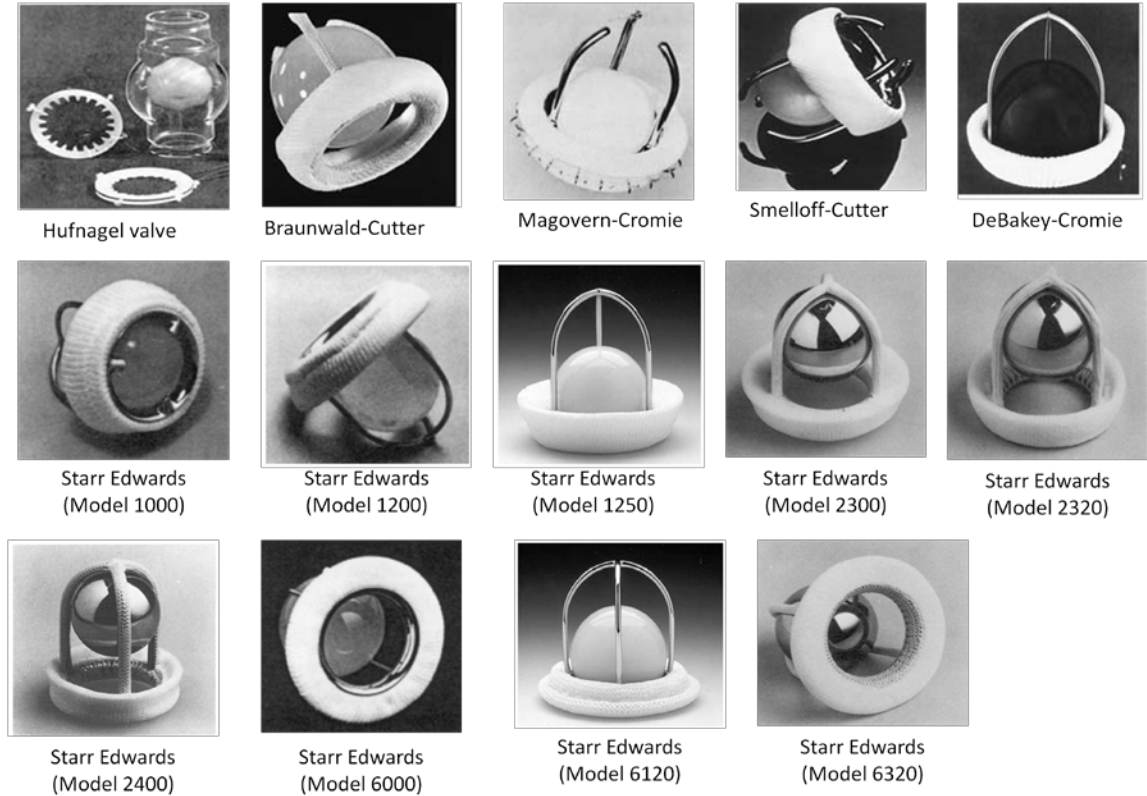 Hufnagel valve
Braunwald-Cutter
Magovern-Cromie
Smelloff-Cutter
DeBakey-Cromie
Starr Edwards
(Model 1000)
Starr Edwards
(Model 1200)
Starr Edwards
(Model 1250)
Starr Edwards
(Model 2300)
Starr Edwards
(Model 2320)
Starr Edwards
(Model 2400)
Starr Edwards
(Model 6000)
Starr Edwards
(Model 6120)
Starr Edwards
(Model 6320)